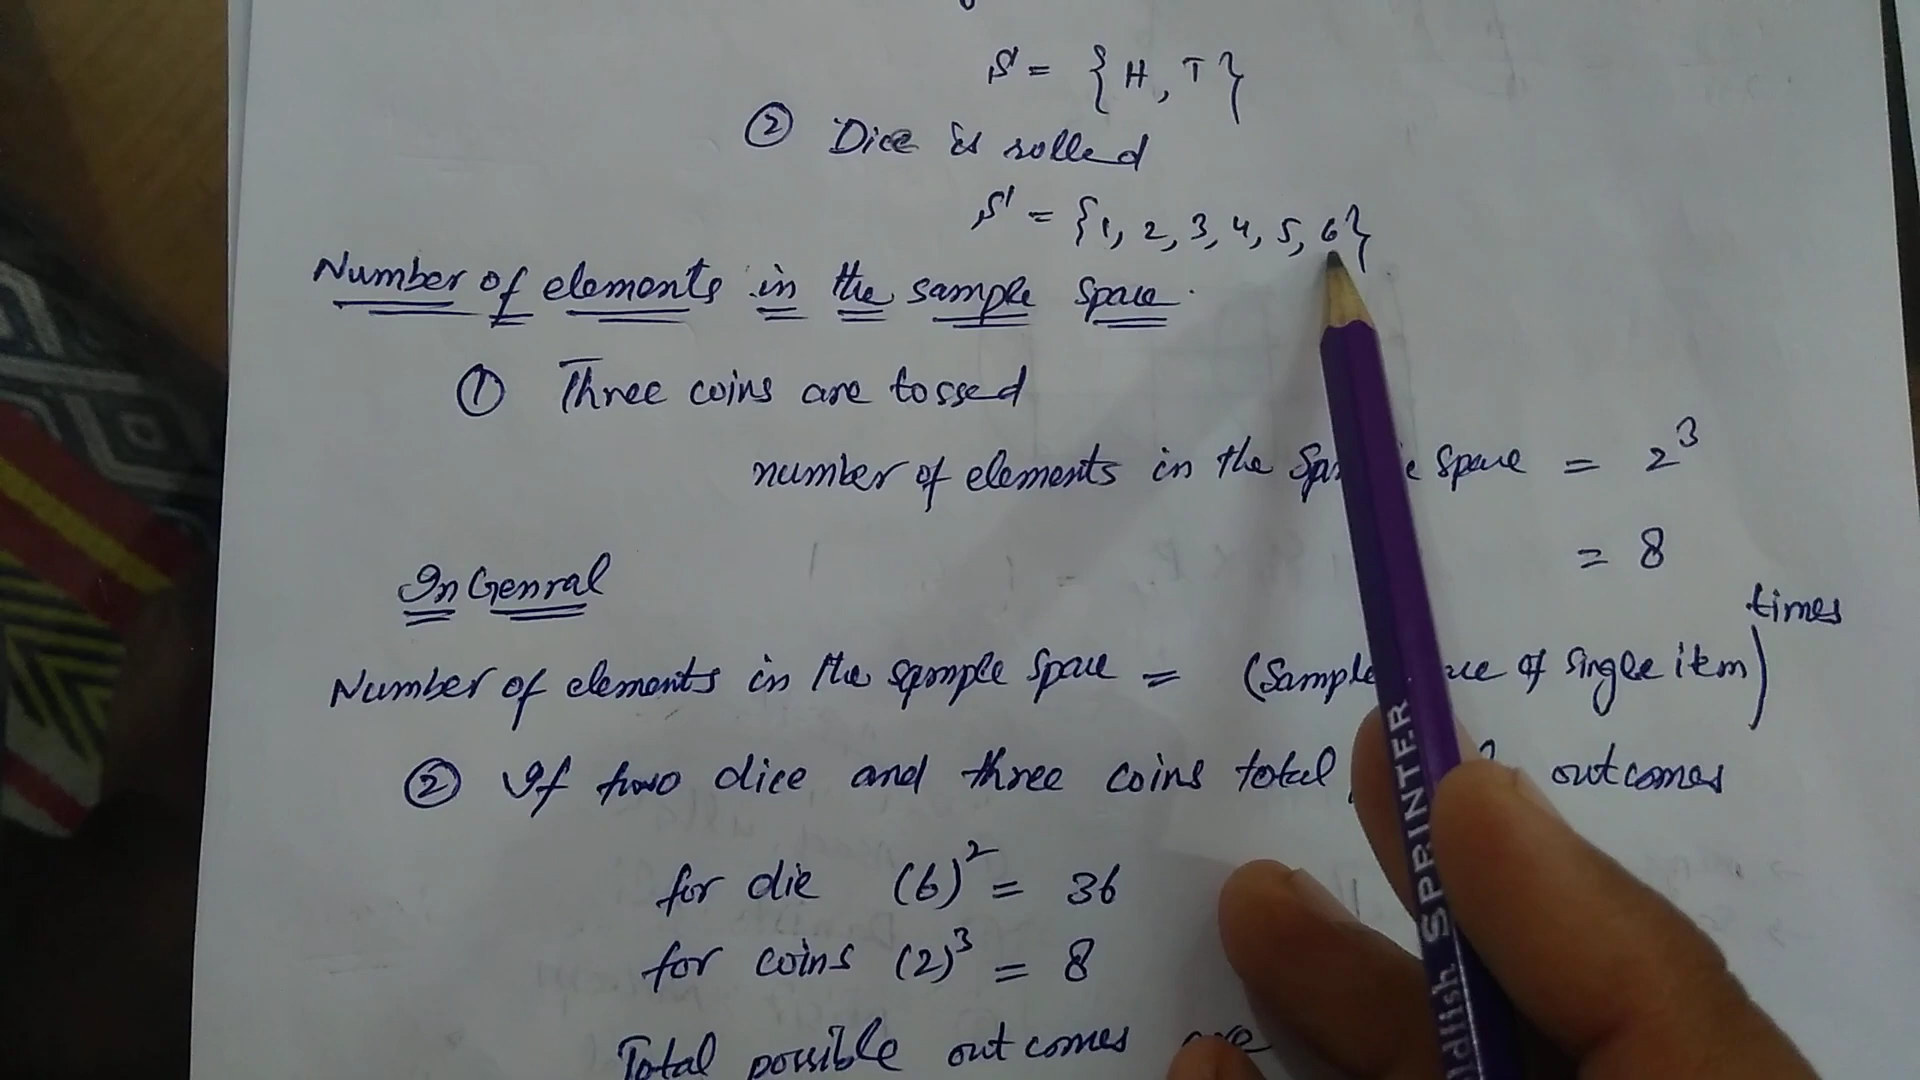 S = {H, T}
② Dice is rolled
S = {1, 2, 3, 4, 5, 6}
Number of elements in the sample space.
① Three coins are tossed
number of elements in the space = 2³
= 8
In Genral
times
Number of elements in the sample space = (Sample of single item)
② If two dice and three coins total outcomes
for die (6)² = 36
for coins (2)³ = 8
Total possible outcomes are
SPRINTER